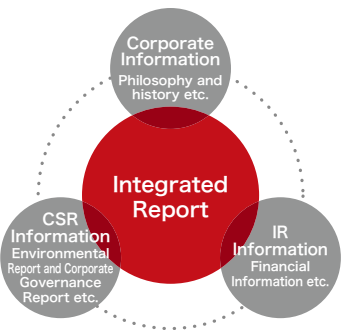 Corporate
Information
Philosophy and
history etc.
Integrated
Report
CSR
Information
Environmental
Report and Corporate
Governance
Report etc.
IR
Information
Financial
Information etc.